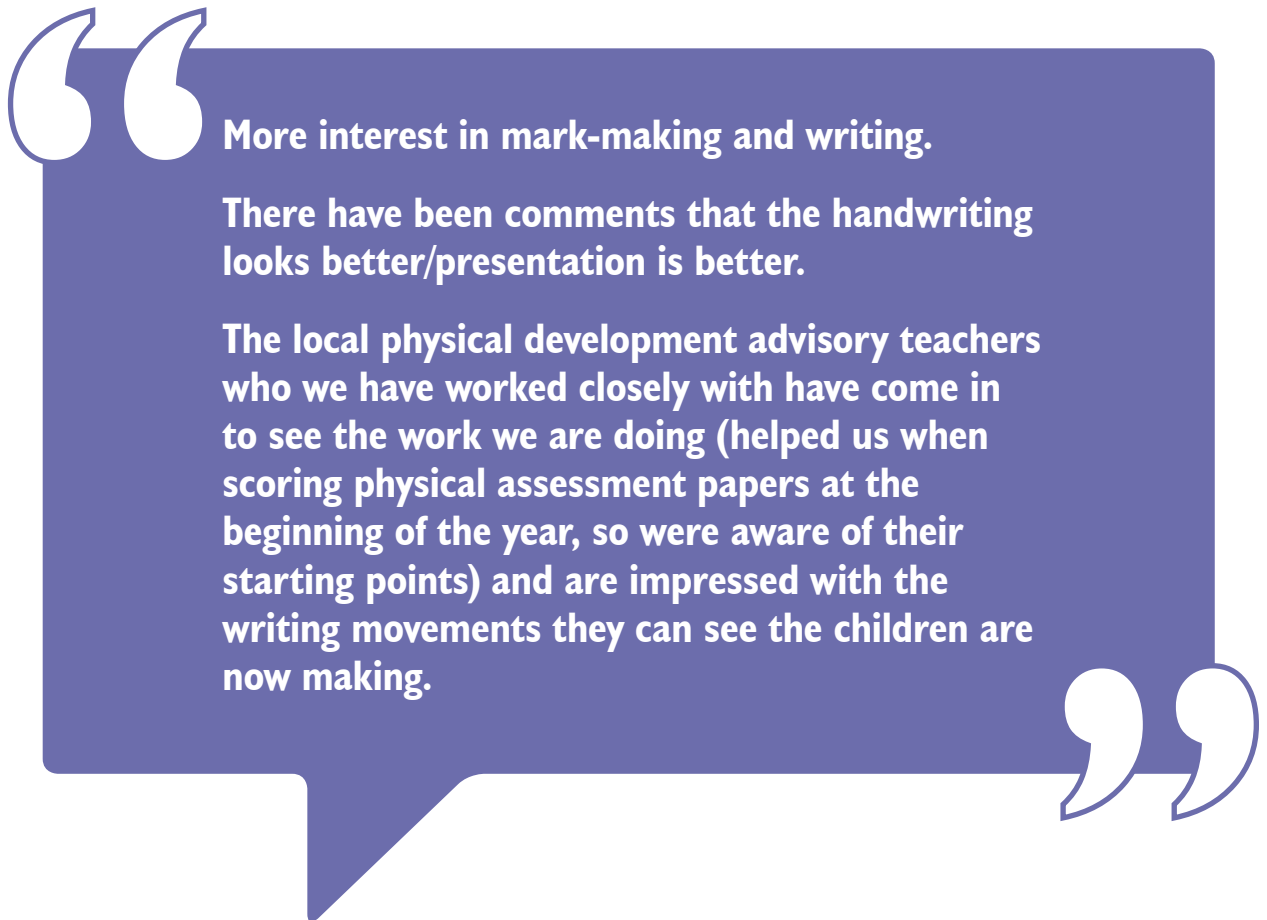 More interest in mark-making and writing.
There have been comments that the handwriting
looks better/presentation is better.
The local physical development advisory teachers
who we have worked closely with have come in
to see the work we are doing (helped us when
scoring physical assessment papers at the
beginning of the year, so were aware of their
starting points) and are impressed with the
writing movements they can see the children are
now making.